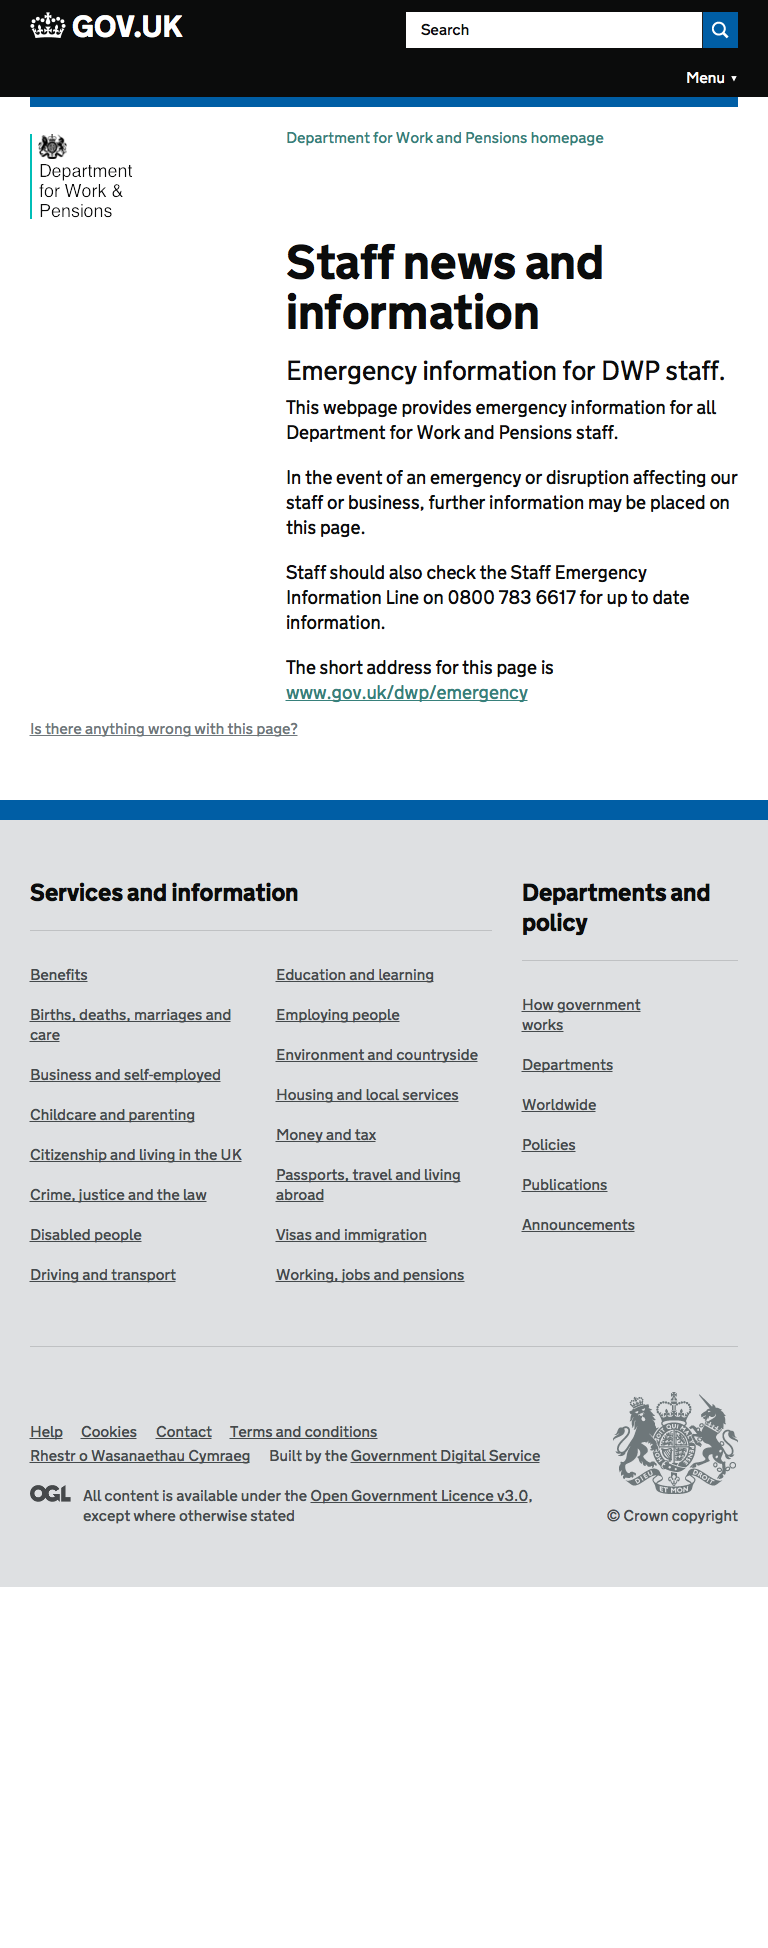 GOV.UK
Search
Menu ▼
Department
for Work &
Pensions
Department for Work and Pensions homepage
Staff news and
information
Emergency information for DWP staff.
This webpage provides emergency information for all
Department for Work and Pensions staff.
In the event of an emergency or disruption affecting our
staff or business, further information may be placed on
this page.
Staff should also check the Staff Emergency
Information Line on 0800 783 6617 for up to date
information.
The short address for this page is
www.gov.uk/dwp/emergency
Is there anything wrong with this page?
Services and information
Benefits
Births, deaths, marriages and
care
Business and self-employed
Childcare and parenting
Citizenship and living in the UK
Crime, justice and the law
Disabled people
Driving and transport
Education and learning
Employing people
Environment and countryside
Housing and local services
Money and tax
Passports, travel and living
abroad
Visas and immigration
Working, jobs and pensions
Departments and
policy
How government
works
Departments
Worldwide
Policies
Publications
Announcements
Help Cookies Contact Terms and conditions
Rhestr o Wasanaethau Cymraeg Built by the Government Digital Service
OGL All content is available under the Open Government Licence v3.0,
except where otherwise stated
DIEU ET MON DROIT
© Crown copyright